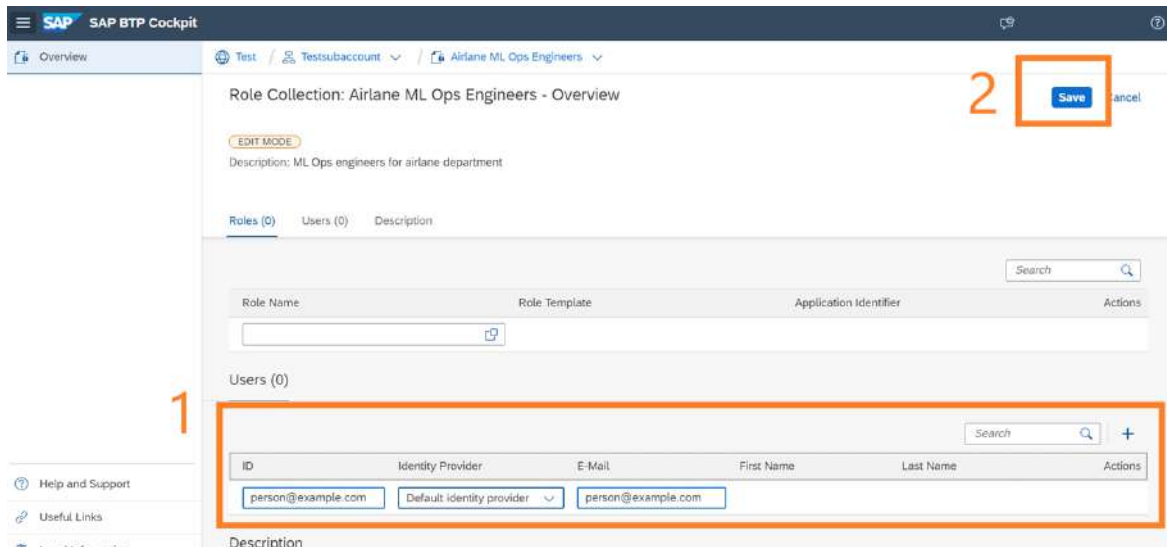 SAP SAP BTP Cockpit
Overview
Test / Testsubaccount / Airlane ML Ops Engineers
Role Collection: Airlane ML Ops Engineers - Overview
2
Save Cancel
EDIT MODE
Description: ML Ops engineers for airlane department
Roles (0) Users (0) Description
Search
Role Name Role Template Application Identifier Actions
Users (0)
1
Search +
ID Identity Provider E-Mail First Name Last Name Actions
person@example.com Default identity provider person@example.com
Help and Support
Useful Links
Description